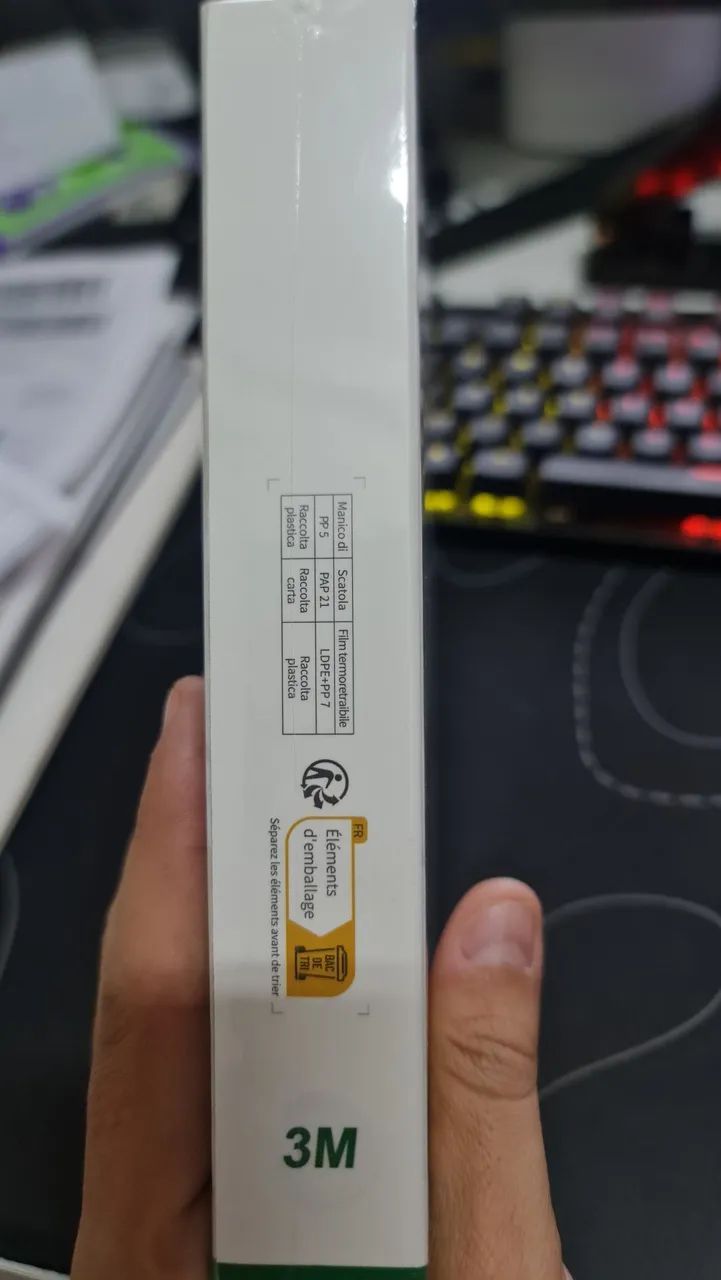 Manico di Scatola Film termoretraibile
PP 5 PAP 21 LDPE+PP 7
Raccolta plastica Raccolta carta Raccolta plastica
FR
Éléments
d'emballage
BAC
DE
TRI
Séparez les éléments avant de trier
3M